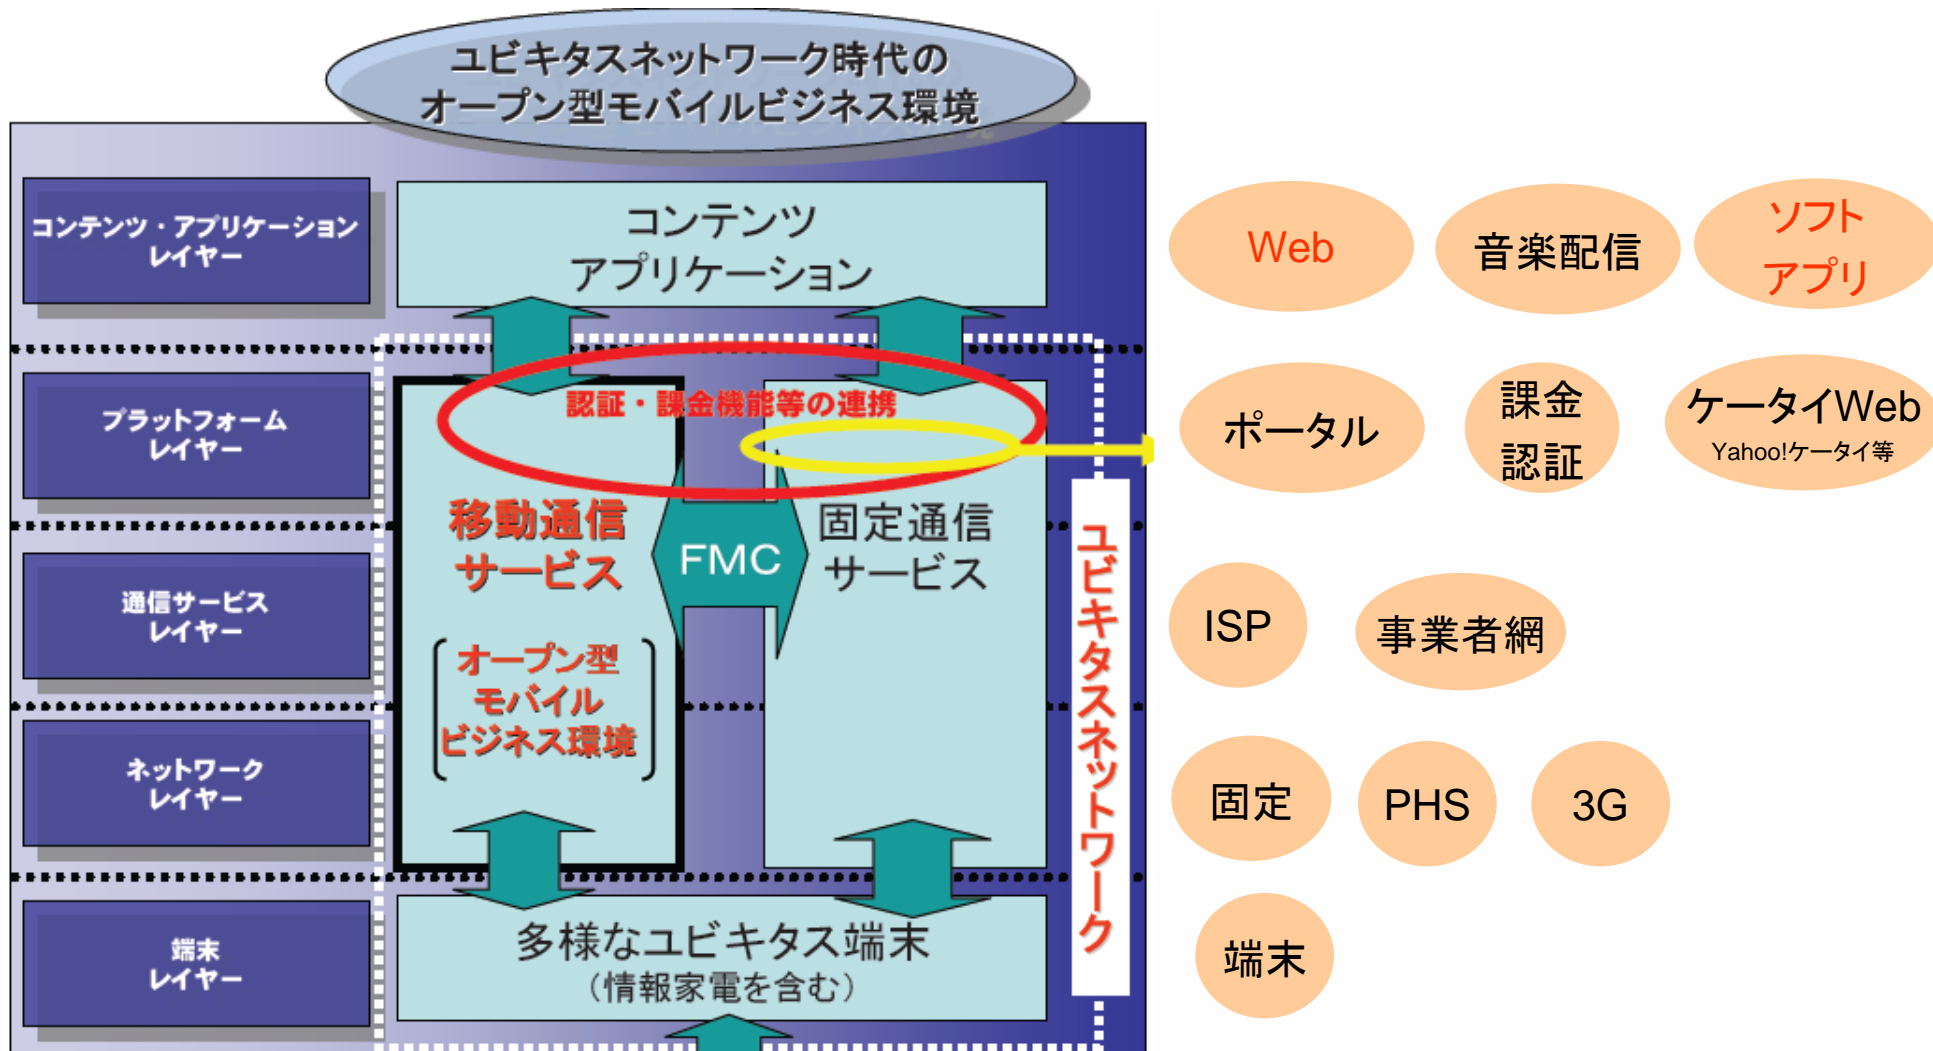 ユビキタスネットワーク時代の
オープン型モバイルビジネス環境
コンテンツ・アプリケーション
レイヤー
コンテンツ
アプリケーション
Web
音楽配信
ソフト
アプリ
プラットフォーム
レイヤー
認証・課金機能等の連携
ポータル
課金
認証
ケータイWeb
Yahoo!ケータイ等
移動通信
サービス
FMC
固定通信
サービス
通信サービス
レイヤー
オープン型
モバイル
ビジネス環境
ユビキタスネットワーク
ISP
事業者網
ネットワーク
レイヤー
固定
PHS
3G
端末
レイヤー
多様なユビキタス端末
（情報家電を含む）
端末